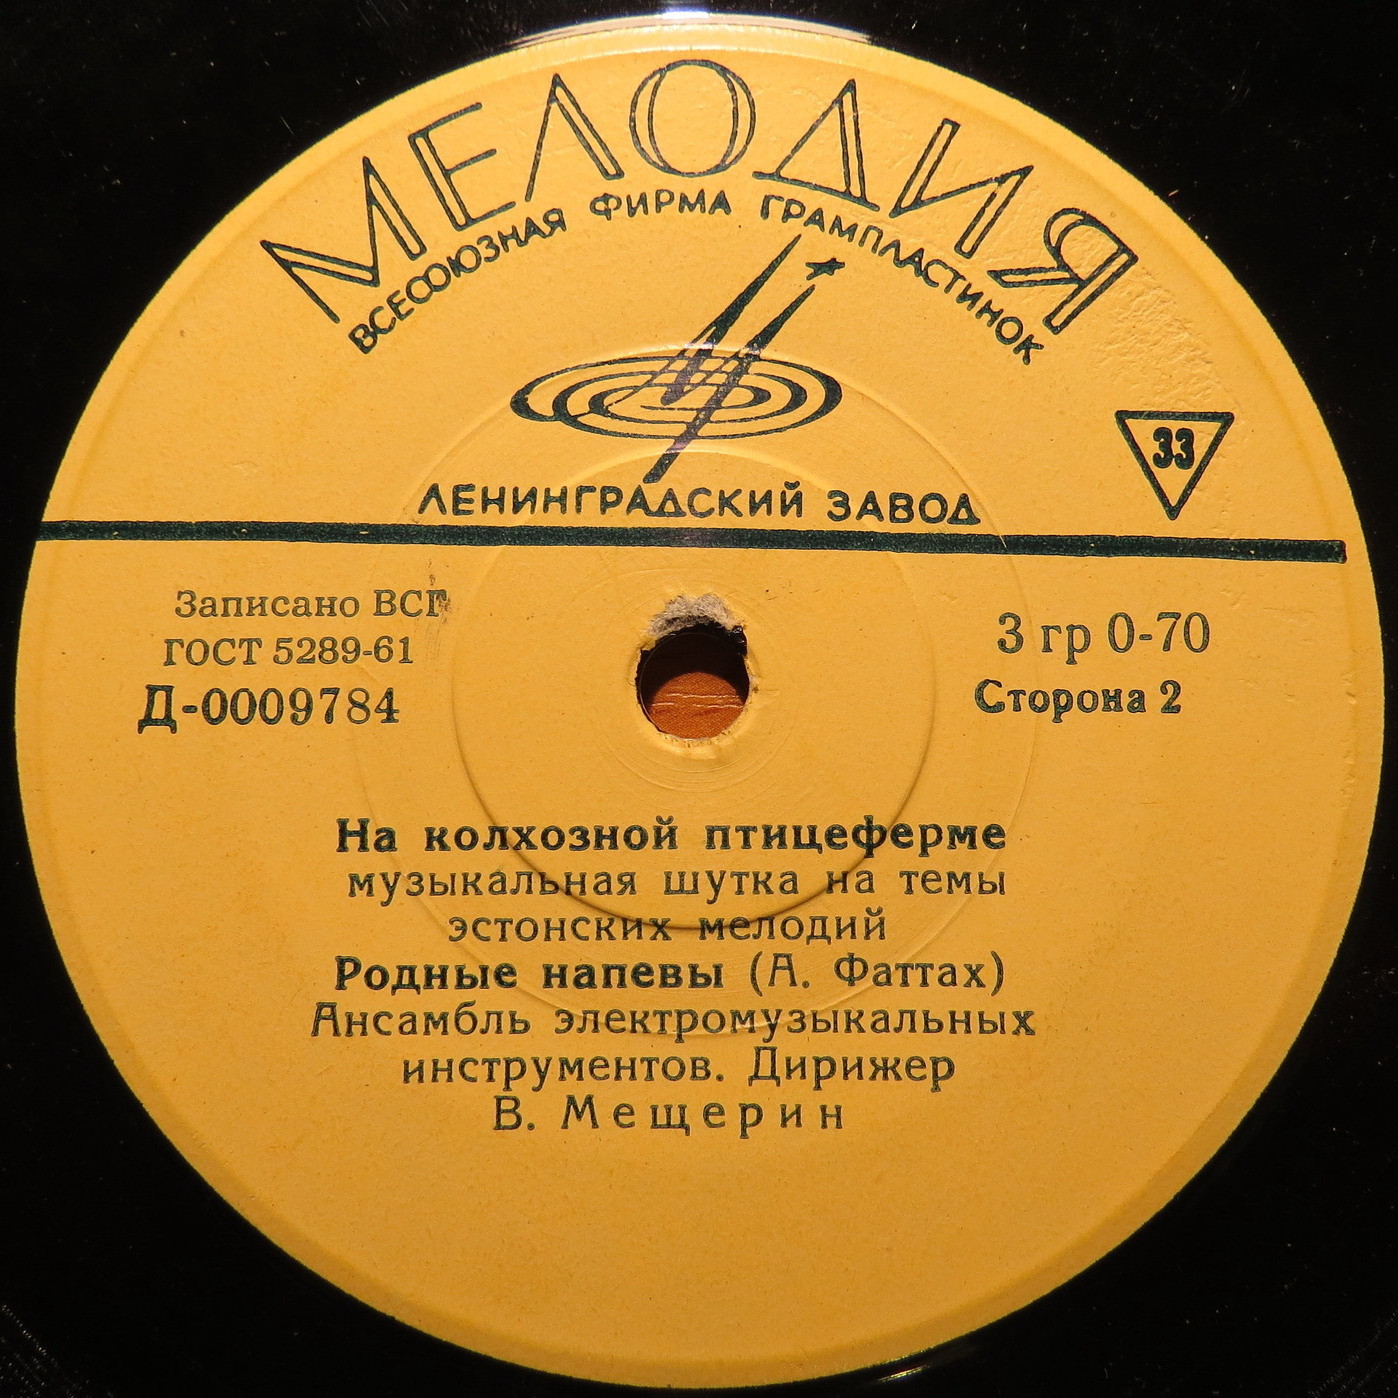 МЕЛОДИЯ
ВСЕСОЮЗНАЯ ФИРМА ГРАМПЛАСТИНОК
33
ЛЕНИНГРАДСКИЙ ЗАВОД
Записано ВСГ
ГОСТ 5289-61
Д-0009784
3 гр 0-70
Сторона 2
На колхозной птицеферме
музыкальная шутка на темы
эстонских мелодий
Родные напевы (А. Фаттах)
Ансамбль электромузыкальных
инструментов. Дирижер
В. Мещерин